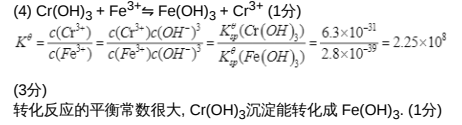 (4) Cr(OH)₃ + Fe³⁺⇋ Fe(OH)₃ + Cr³⁺ (1分)
K^θ = c(Cr³⁺)/c(Fe³⁺) = c(Cr³⁺)c(OH⁻)³/c(Fe³⁺)c(OH⁻)³ = K_sp^θ(Cr(OH)₃)/K_sp^θ(Fe(OH)₃) = 6.3×10⁻³¹/2.8×10⁻³⁹ = 2.25×10⁸
(3分)
转化反应的平衡常数很大, Cr(OH)₃沉淀能转化成 Fe(OH)₃. (1分)